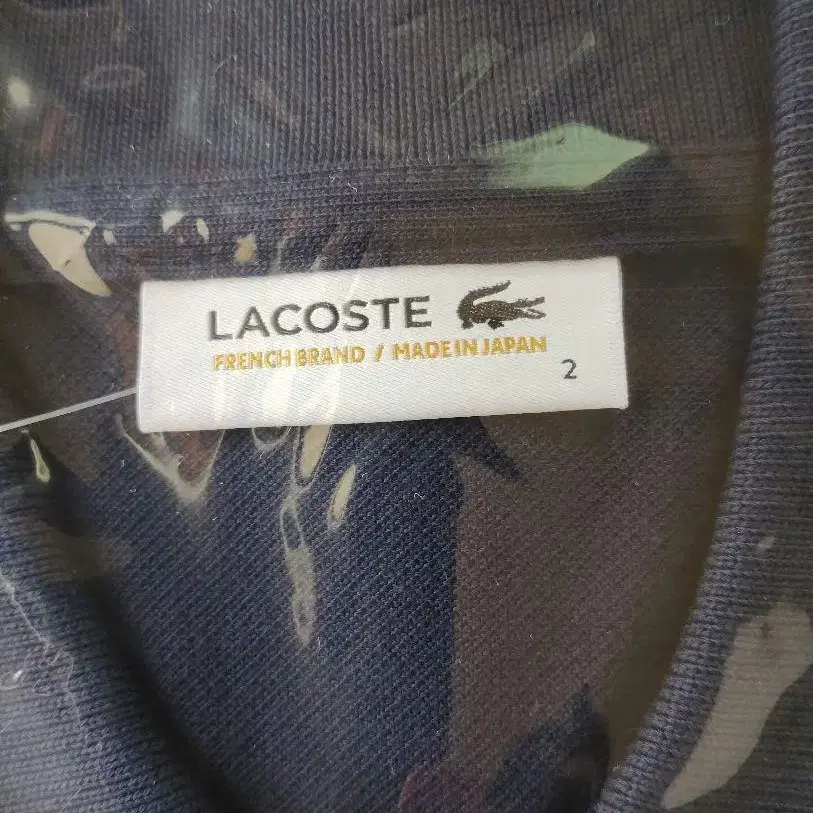 LACOSTE
FRENCH BRAND / MADE IN JAPAN
2